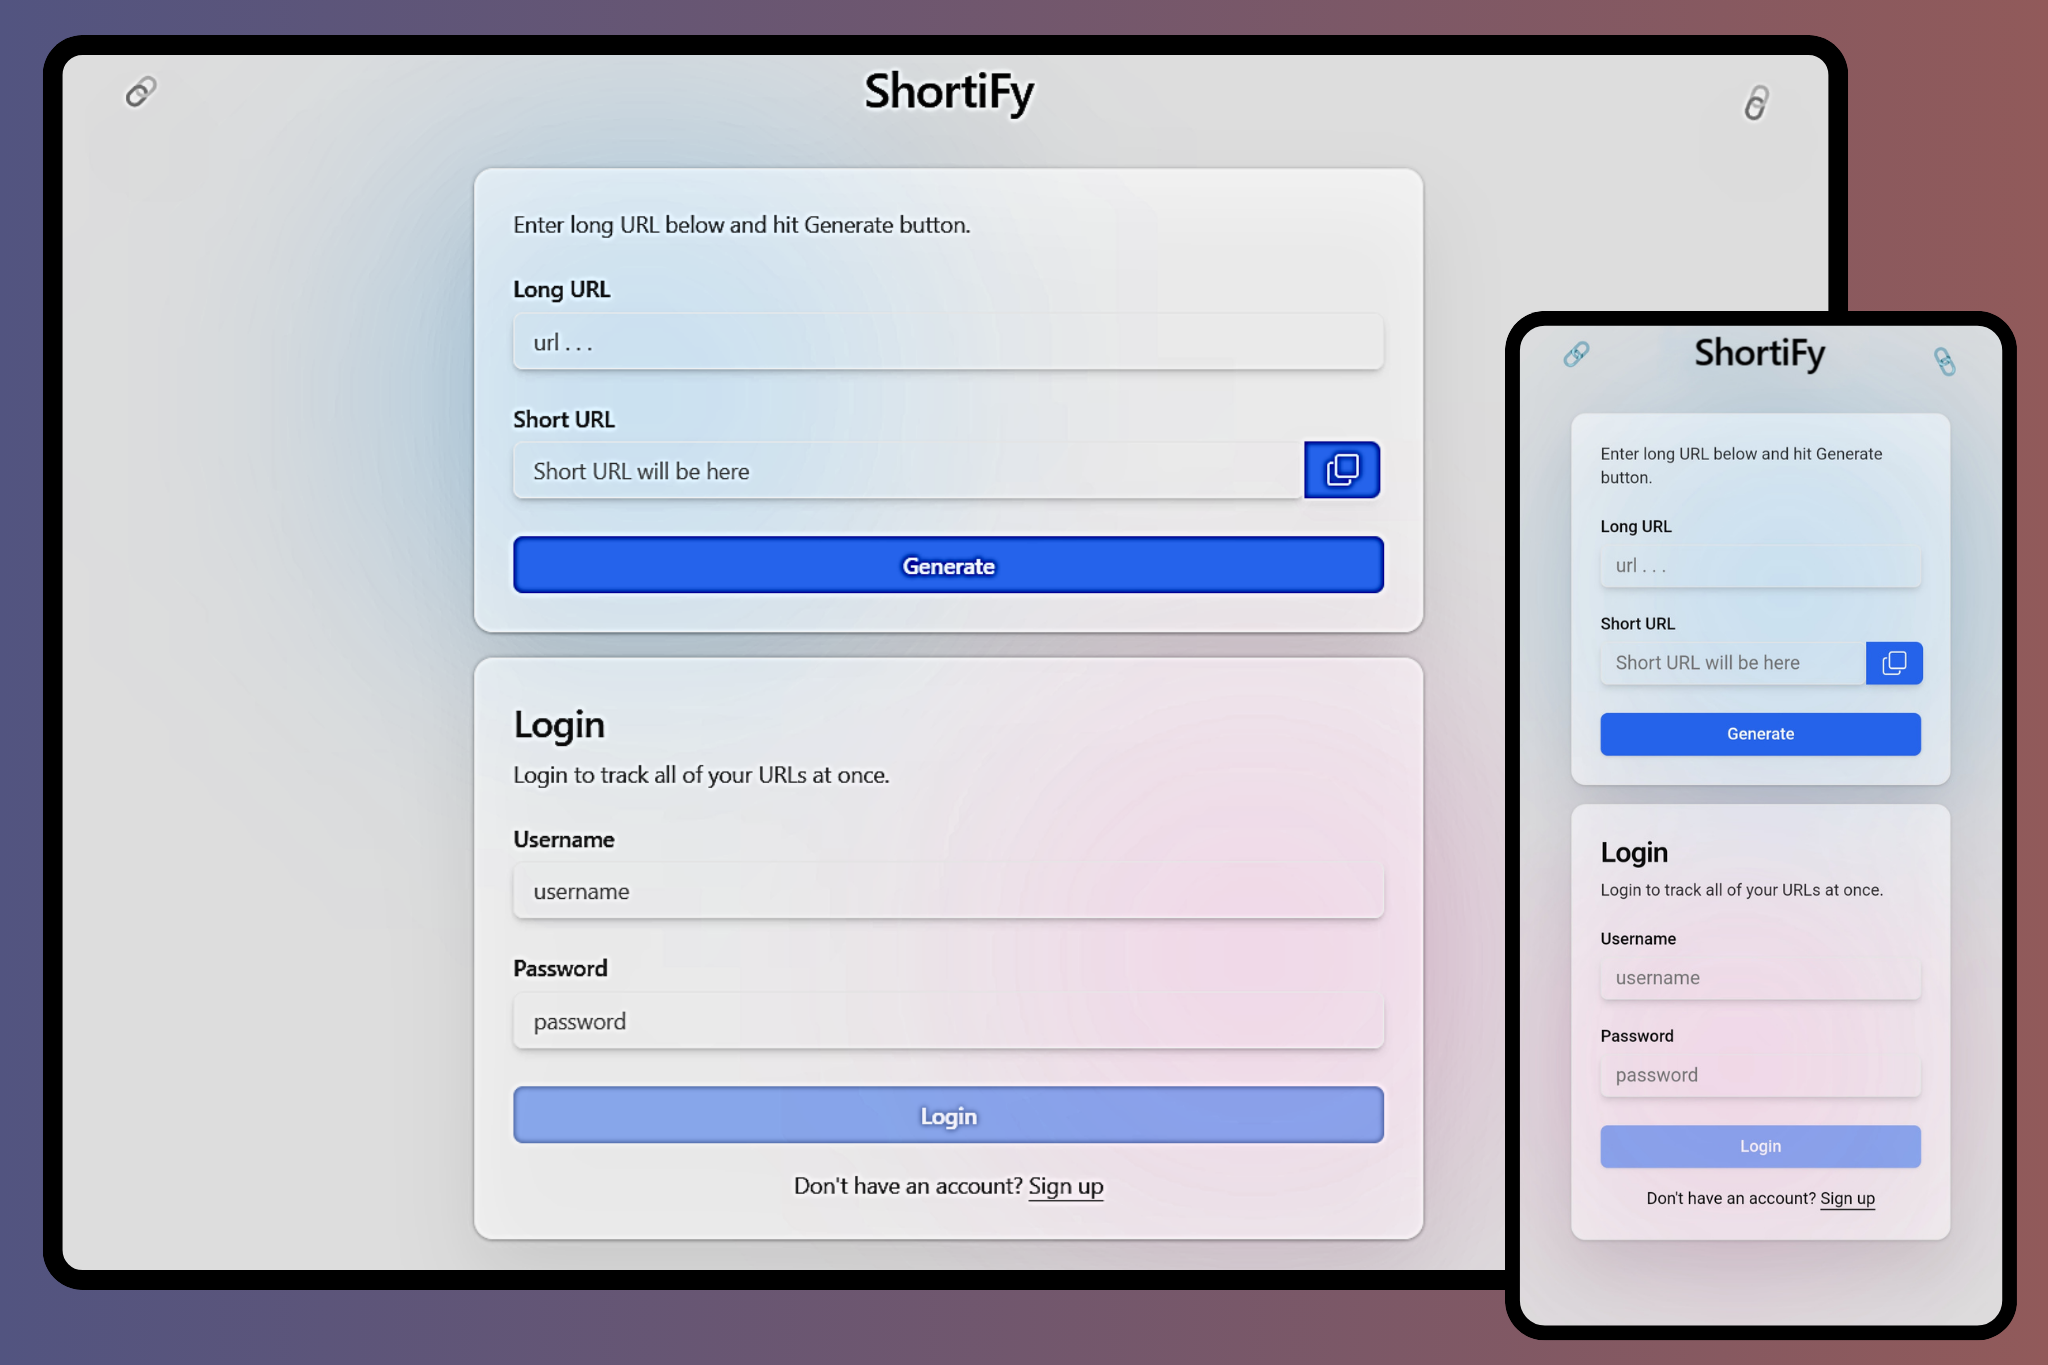 ShortiFy
Enter long URL below and hit Generate button.
Long URL
url . . .
Short URL
Short URL will be here
Generate
Login
Login to track all of your URLs at once.
Username
username
Password
password
Login
Don't have an account? Sign up
ShortiFy
Enter long URL below and hit Generate
button.
Long URL
url . . .
Short URL
Short URL will be here
Generate
Login
Login to track all of your URLs at once.
Username
username
Password
password
Login
Don't have an account? Sign up